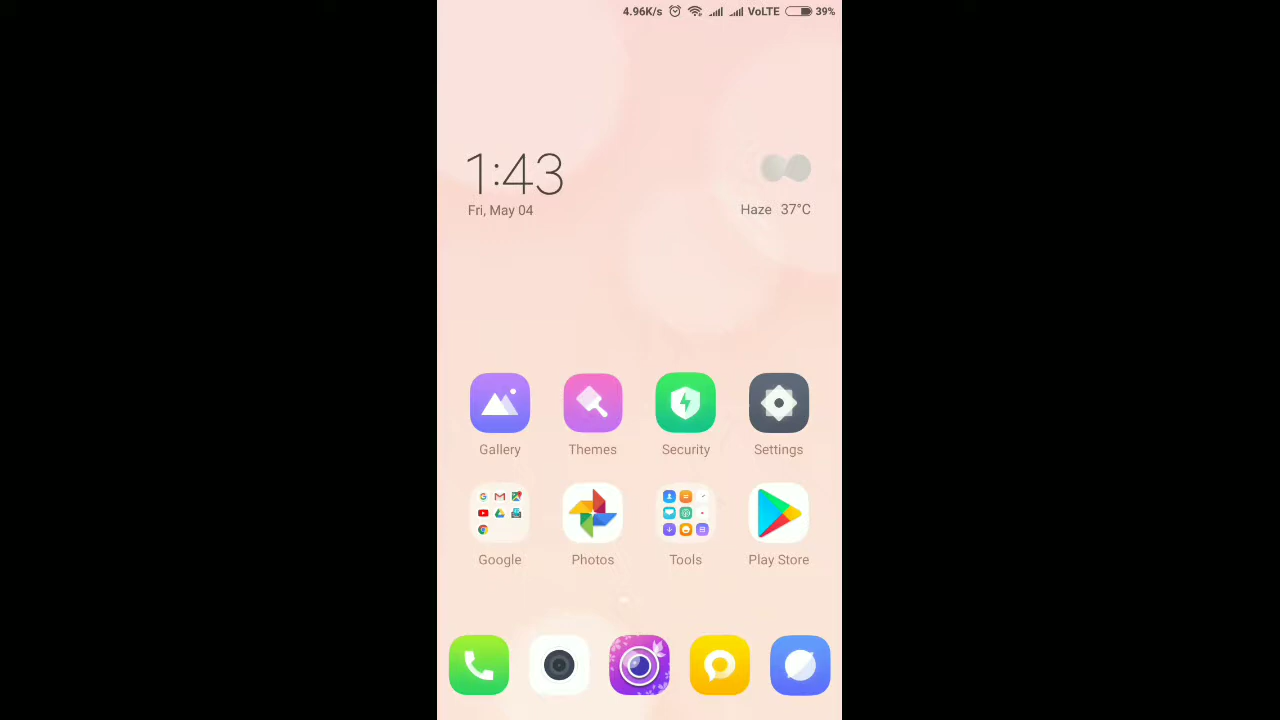 4.96K/s VoLTE 39%
1:43
Fri, May 04
Haze 37°C
Gallery Themes Security Settings
Google Photos Tools Play Store